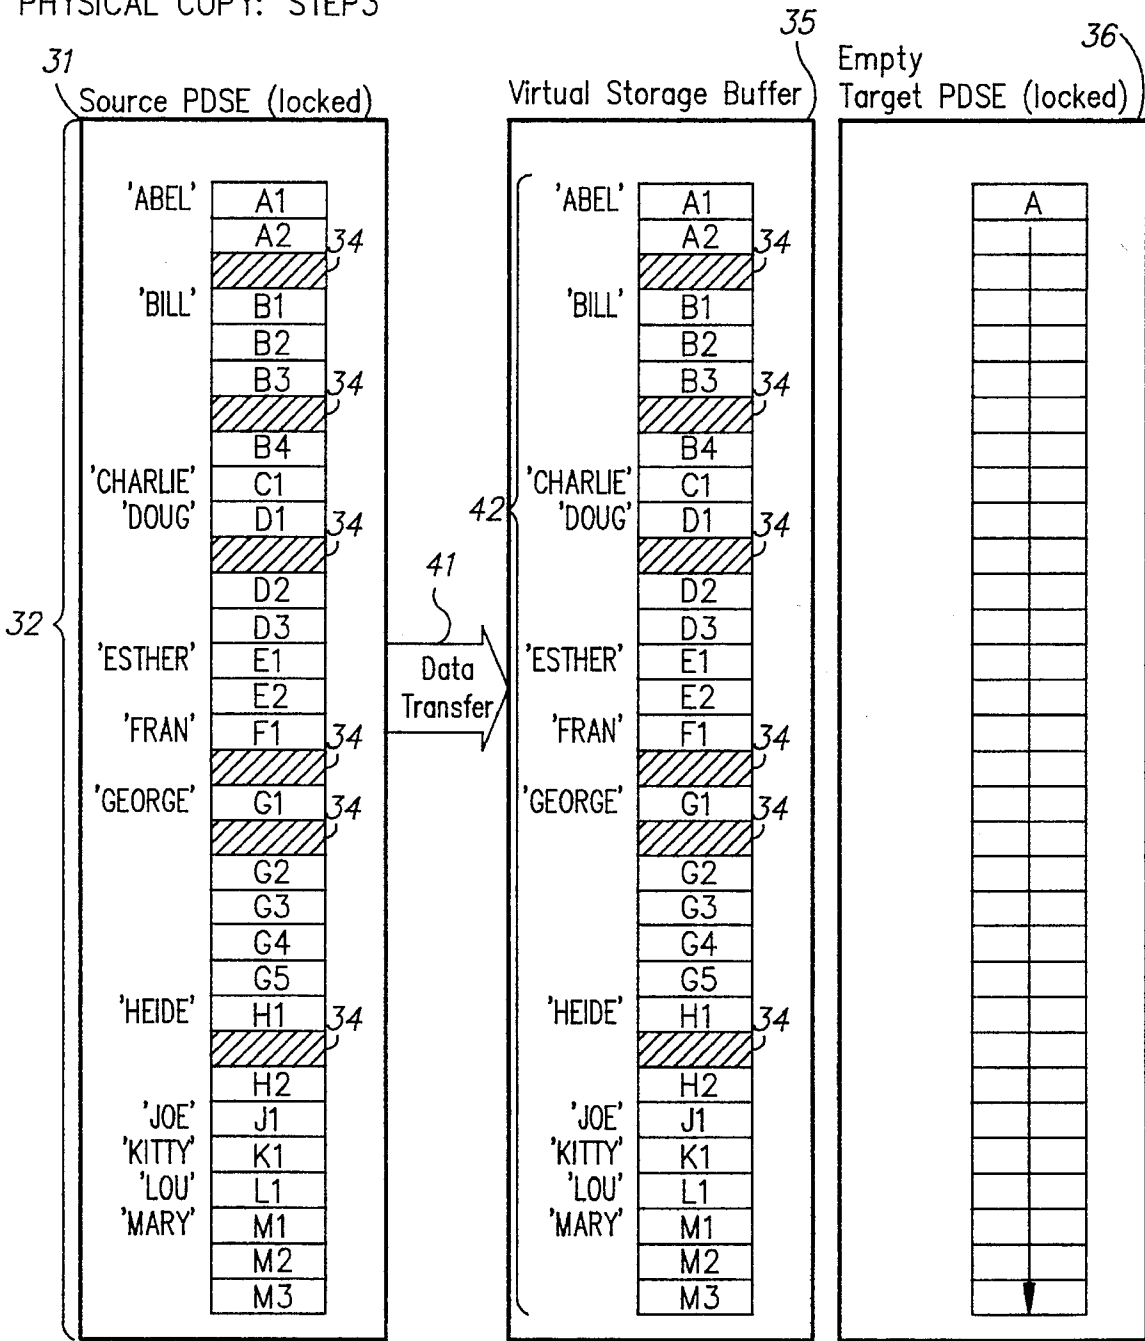 PHYSICAL COPY: STEP3
35
36
31
Empty
Source PDSE (locked)
Virtual Storage Buffer
Target PDSE (locked)
'ABEL' A1
A2 34
'BILL' B1
B2
B3 34
B4
'CHARLIE' C1
'DOUG' D1 34
D2
D3
'ESTHER' E1
E2
'FRAN' F1 34
'GEORGE' G1 34
G2
G3
G4
G5
'HEIDE' H1 34
H2
'JOE' J1
'KITTY' K1
'LOU' L1
'MARY' M1
M2
M3
32
41
Data
Transfer
42
'ABEL' A1
A2 34
'BILL' B1
B2
B3 34
B4
'CHARLIE' C1
'DOUG' D1 34
D2
D3
'ESTHER' E1
E2
'FRAN' F1 34
'GEORGE' G1 34
G2
G3
G4
G5
'HEIDE' H1 34
H2
'JOE' J1
'KITTY' K1
'LOU' L1
'MARY' M1
M2
M3
A